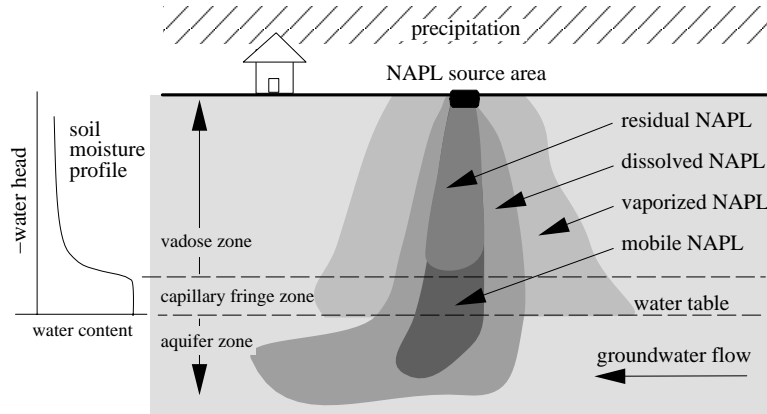 precipitation
NAPL source area
soil
moisture
profile
residual NAPL
dissolved NAPL
vaporized NAPL
mobile NAPL
−water head
vadose zone
capillary fringe zone
water table
water content
aquifer zone
groundwater flow